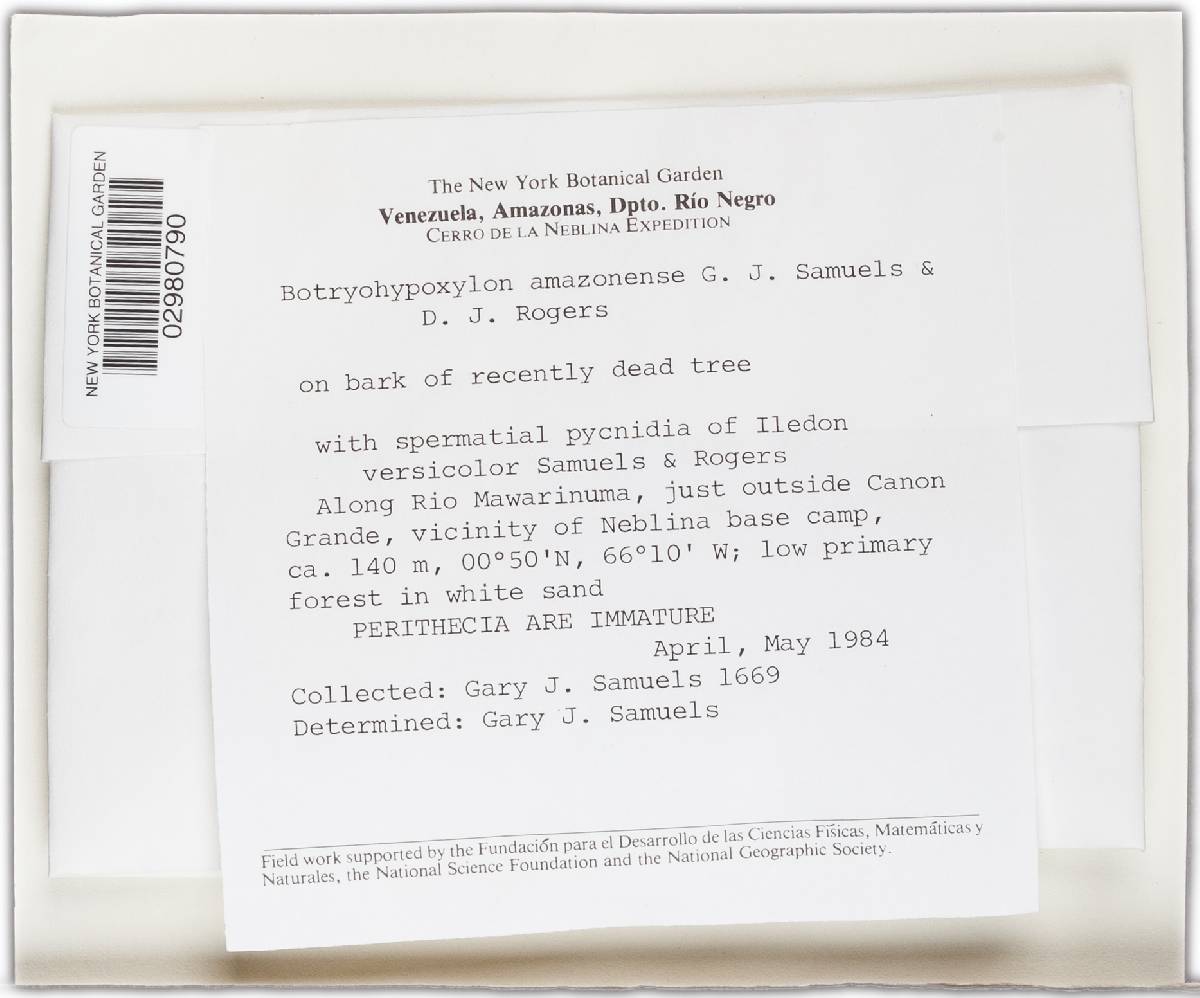 NEW YORK BOTANICAL GARDEN
02980790
The New York Botanical Garden
Venezuela, Amazonas, Dpto. Río Negro
CERRO DE LA NEBLINA EXPEDITION
Botryohypoxylon amazonense G. J. Samuels &
D. J. Rogers
on bark of recently dead tree
with spermatial pycnidia of Iledon
versicolor Samuels & Rogers
Along Rio Mawarinuma, just outside Canon
Grande, vicinity of Neblina base camp,
ca. 140 m, 00°50'N, 66°10' W; low primary
forest in white sand
PERITHECIA ARE IMMATURE
April, May 1984
Collected: Gary J. Samuels 1669
Determined: Gary J. Samuels
Field work supported by the Fundación para el Desarrollo de las Ciencias Físicas, Matemáticas y
Naturales, the National Science Foundation and the National Geographic Society.